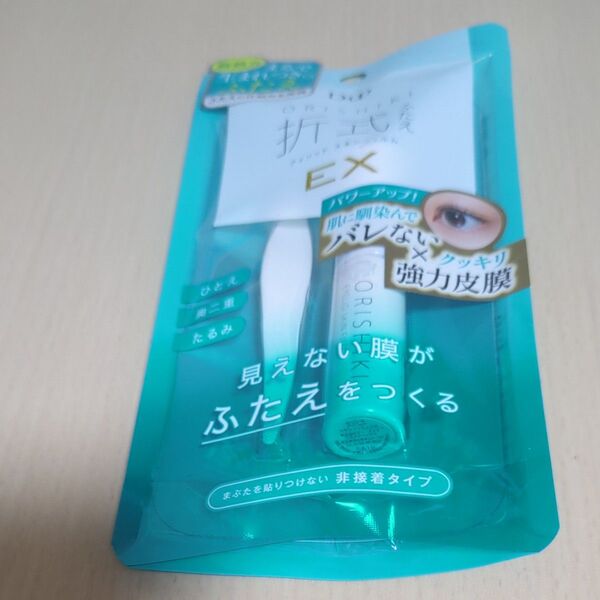 D-UP
ORISHIKI
折式
ふたえ
EX
パワーアップ!
肌に馴染んで
バレない
×
クッキリ
強力皮膜
ひとえ
奥二重
たるみ
ORISHIKI
見えない膜が
ふたえをつくる
まぶたを貼りつけない 非接着タイプ